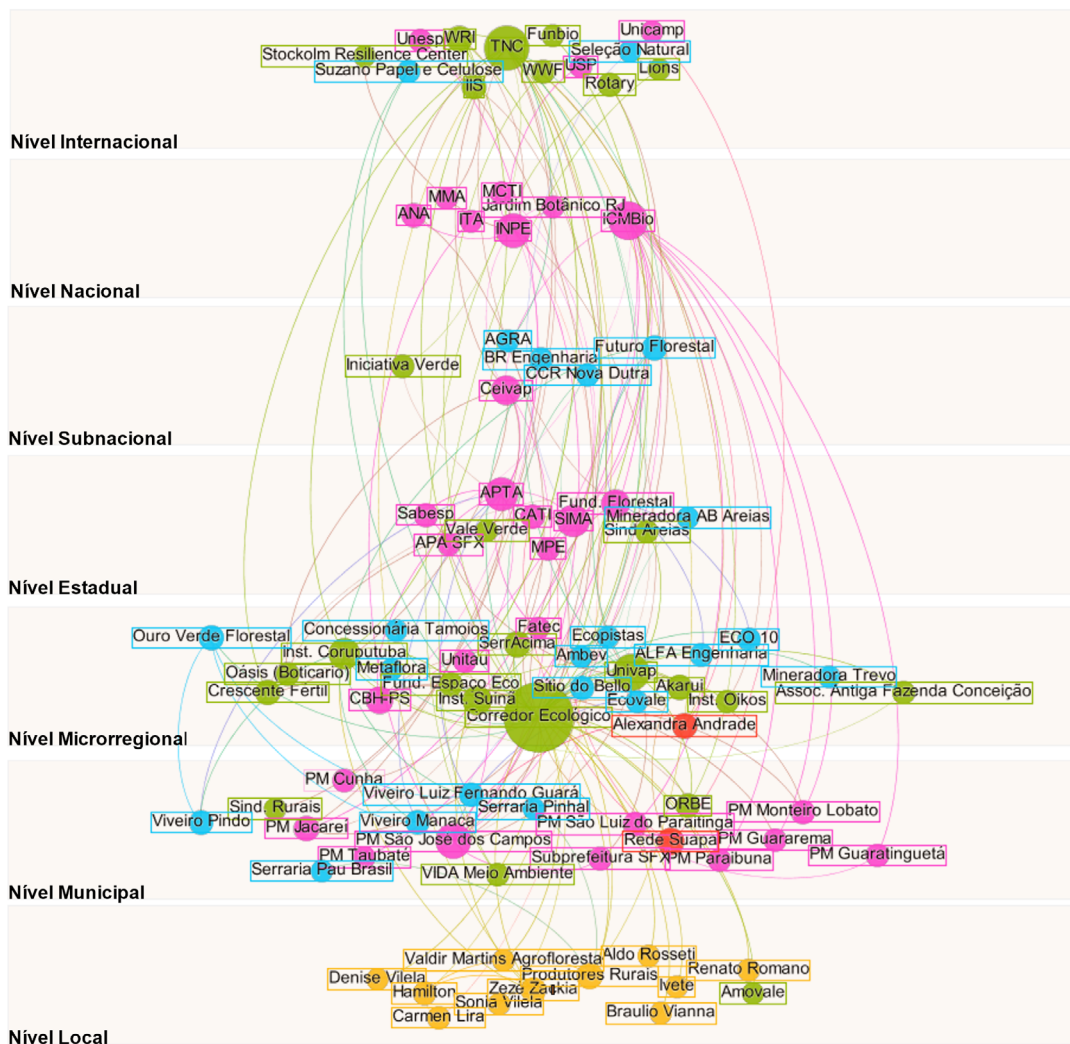 Unicamp
Funbio
Unesp
WRI
TNC
Seleção Natural
Stockolm Resilience Center
USP
Lions
Suzano Papel e Celulose
WWF
IIS
Rotary
Nível Internacional
MCTI
MMA
Jardim Botânico RJ
ANA
ITA
ICMBio
INPE
Nível Nacional
AGRA
Futuro Florestal
BR Engenharia
Iniciativa Verde
CCR Nova Dutra
Ceivap
Nível Subnacional
APTA
Fund. Florestal
Sabesp
CATI
SIMA
Mineradora AB Areias
Vale Verde
Sind Areias
APA SFX
MPE
Nível Estadual
Fatec
Concessionária Tamoios
Ouro Verde Florestal
Ecopistas
ECO 10
SerrAcima
Inst. Coruputuba
Ambev
ALFA Engenharia
Unitau
Metaflora
Oásis (Boticario)
Univap
Mineradora Trevo
Fund. Espaço Eco
Sítio do Bello
Akarui
Crescente Fértil
Assoc. Antiga Fazenda Conceição
CBH-PS
Inst. Suinã
Ecovale
Inst. Oikos
Corredor Ecológico
Alexandra Andrade
Nível Microrregional
PM Cunha
Viveiro Luiz Fernando Guará
Sind. Rurais
Serraria Pinhal
ORBE
PM Monteiro Lobato
Viveiro Pindo
Viveiro Manacá
PM São Luiz do Paraitinga
PM Jacareí
PM São José dos Campos
Rede Suapa
PM Guararema
PM Taubaté
Subprefeitura SFX
PM Paraibuna
PM Guaratinguetá
Serraria Pau Brasil
VIDA Meio Ambiente
Nível Municipal
Aldo Rosseti
Valdir Martins Agrofloresta
Renato Romano
Denise Vilela
Produtores Rurais
Zezé Zackia
Ivete
Hamilton
Amovale
Sonia Vilela
Carmen Lira
Braulio Vianna
Nível Local